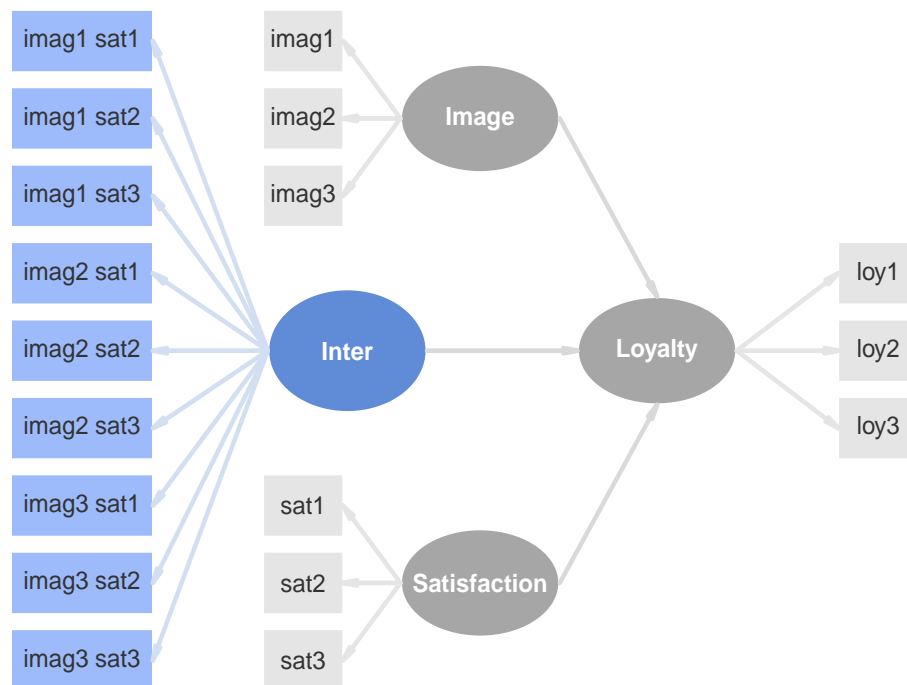 imag1 sat1
imag1 sat2
imag1 sat3
imag2 sat1
imag2 sat2
imag2 sat3
imag3 sat1
imag3 sat2
imag3 sat3
imag1
imag2
imag3
Image
Inter
Loyalty
sat1
sat2
sat3
Satisfaction
loy1
loy2
loy3